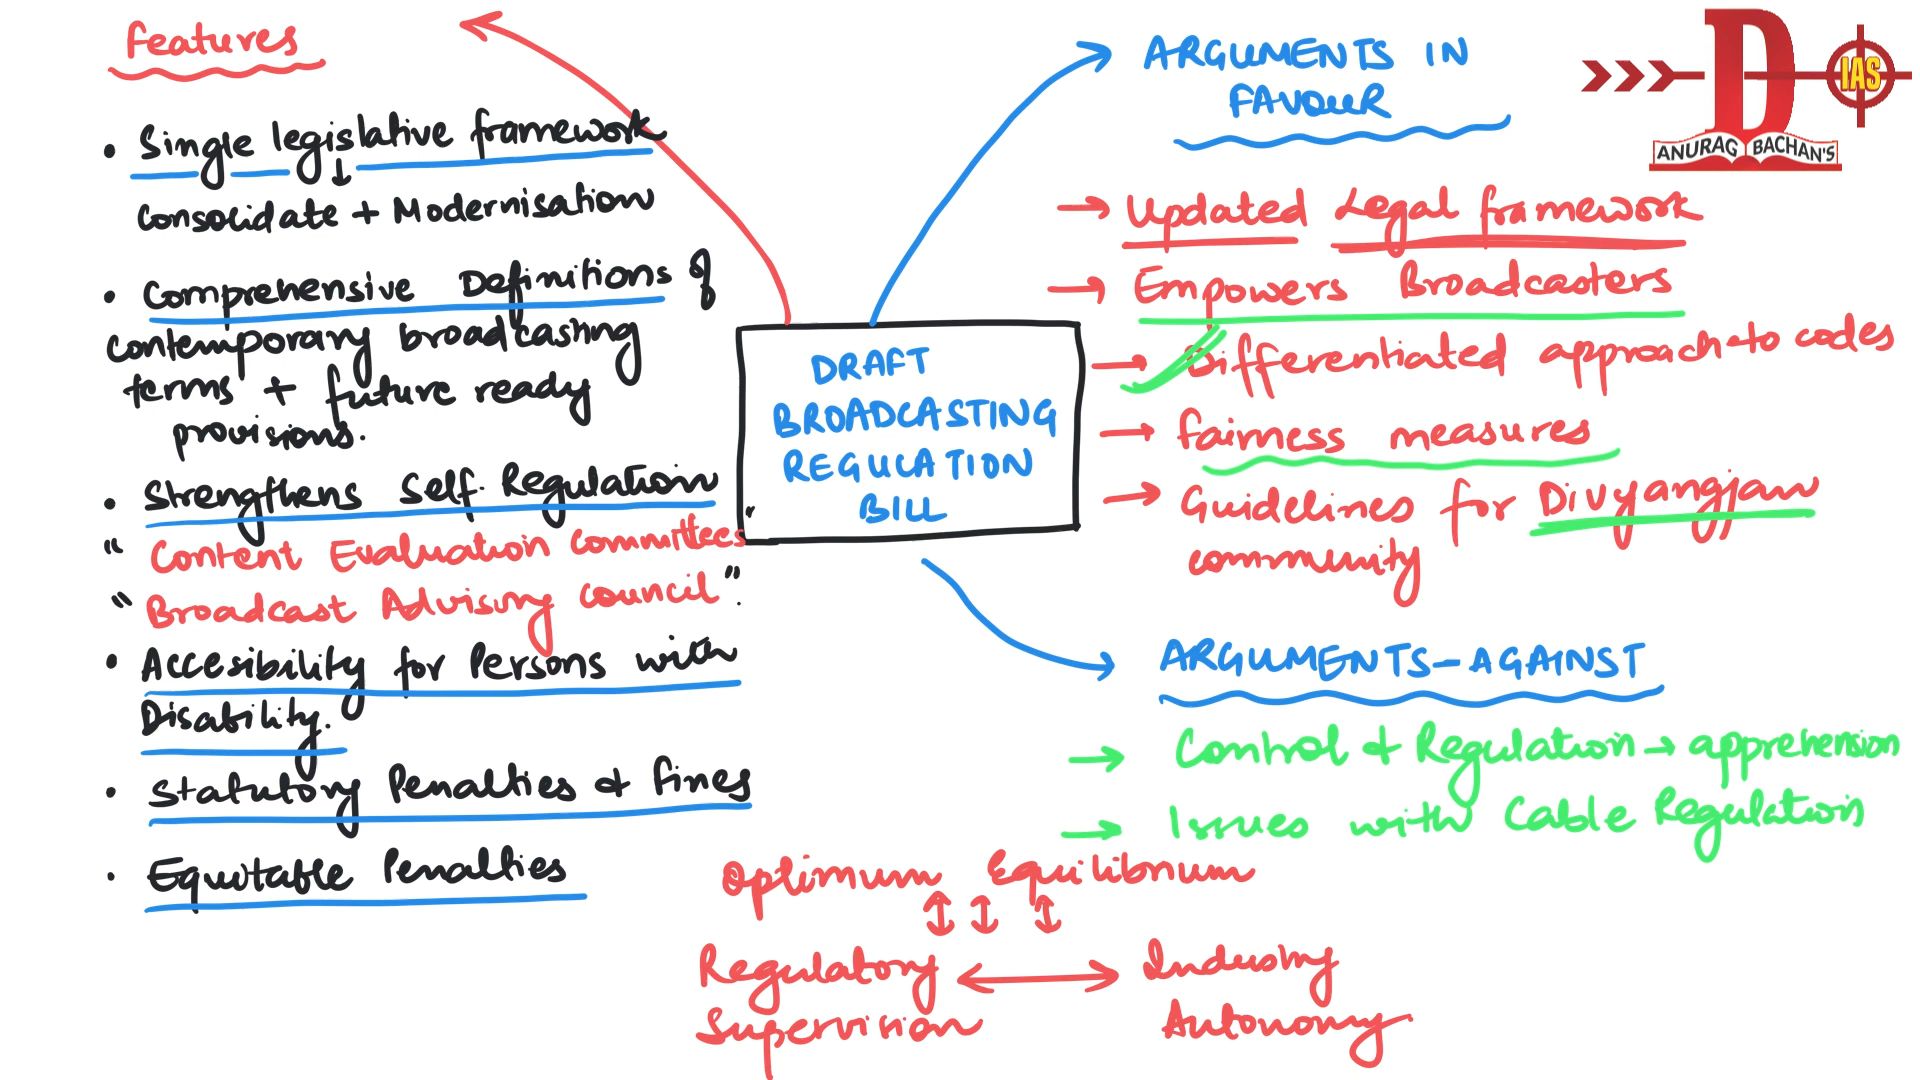 Features
• Single legislative framework
↓
Consolidate + Modernisation
• Comprehensive Definitions of
contemporary broadcasting
terms + future ready
provisions.
• Strengthens Self-Regulation
"Content Evaluation Committees"
"Broadcast Advisory Council".
• Accesibility for Persons with
Disability.
• Statutory Penalties & Fines
• Equitable Penalties
DRAFT
BROADCASTING
REGULATION
BILL
ARGUMENTS IN
FAVOUR
→ Updated Legal framework
→ Empowers Broadcasters
→ Differentiated approach to codes
→ fairness measures
→ Guidelines for Divyangjan
community
ARGUMENTS-AGAINST
→ Control & Regulation → apprehension
→ Issues with Cable Regulation
Optimum Equilibrium
Regulatory ↔ Industry
Supervision Autonomy
D
IAS
ANURAG BACHAN'S